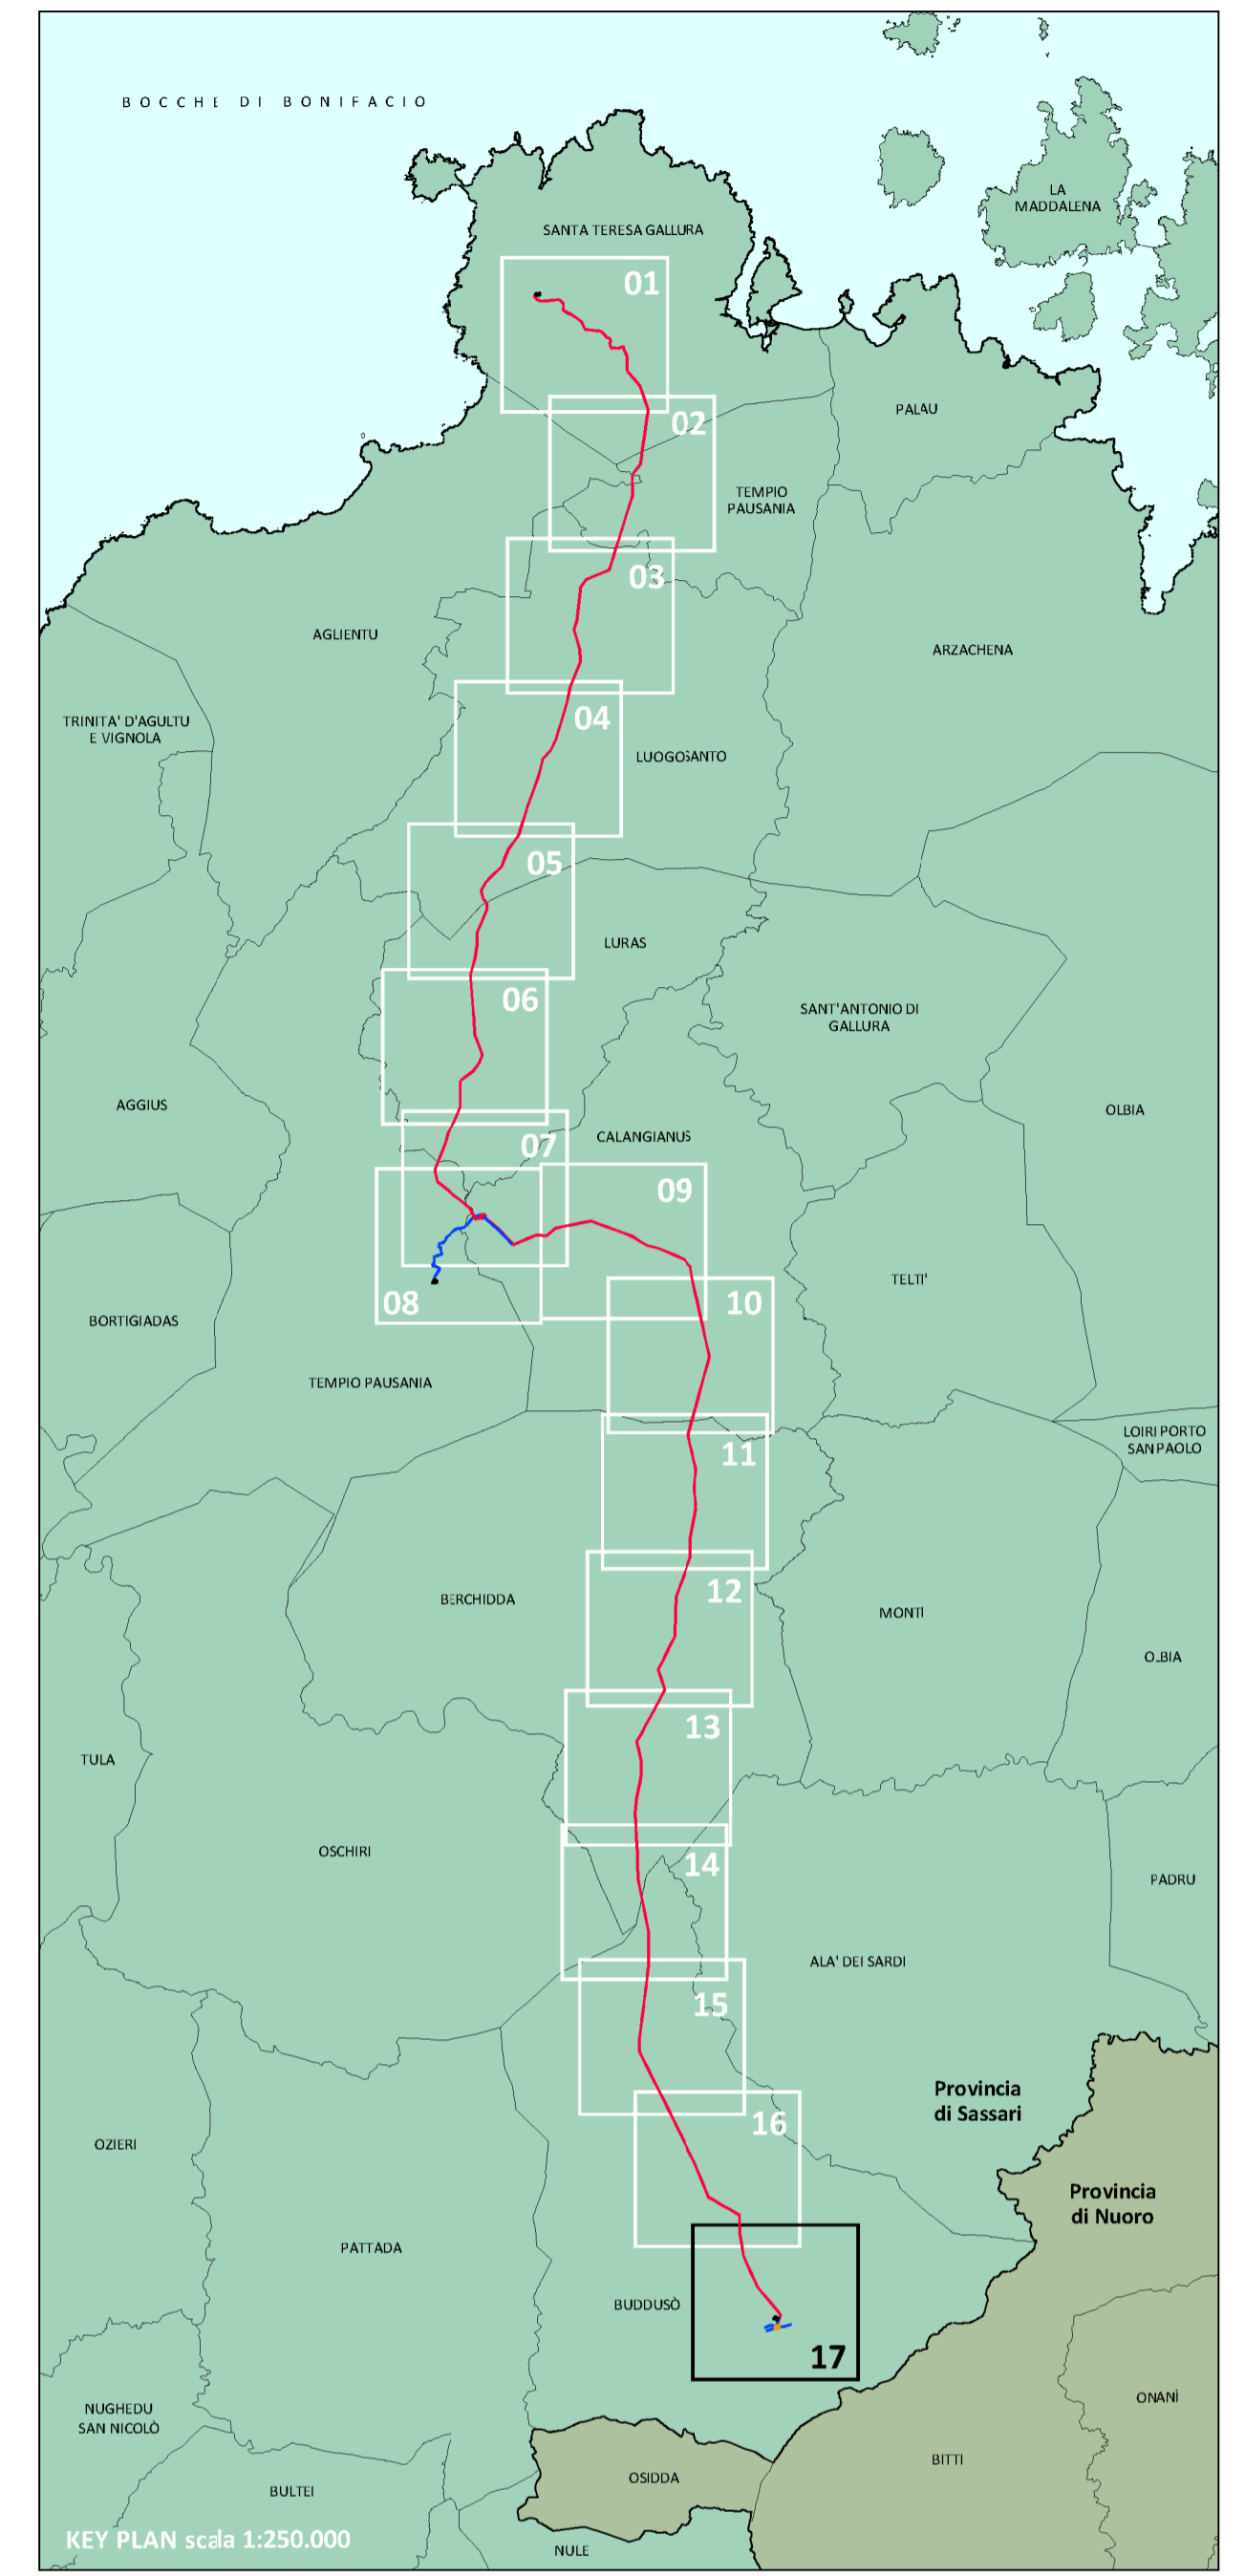 BOCCHE DI BONIFACIO
LA
MADDALENA
SANTA TERESA GALLURA
01
PALAU
02
TEMPIO
PAUSANIA
03
AGLIENTU
ARZACHENA
TRINITA' D'AGULTU
E VIGNOLA
04
LUOGOSANTO
05
LURAS
06
SANT'ANTONIO DI
GALLURA
AGGIUS
OLBIA
CALANGIANUS
07
09
TELTI'
08
10
BORTIGIADAS
TEMPIO PAUSANIA
LOIRI PORTO
SAN PAOLO
11
12
BERCHIDDA
MONTI
OLBIA
13
TULA
OSCHIRI
14
PADRU
ALA' DEI SARDI
15
Provincia
di Sassari
16
OZIERI
Provincia
di Nuoro
PATTADA
BUDDUSÒ
17
ONANÌ
NUGHEDU
SAN NICOLÒ
BITTI
OSIDDA
BULTEI
KEY PLAN scala 1:250.000
NULE